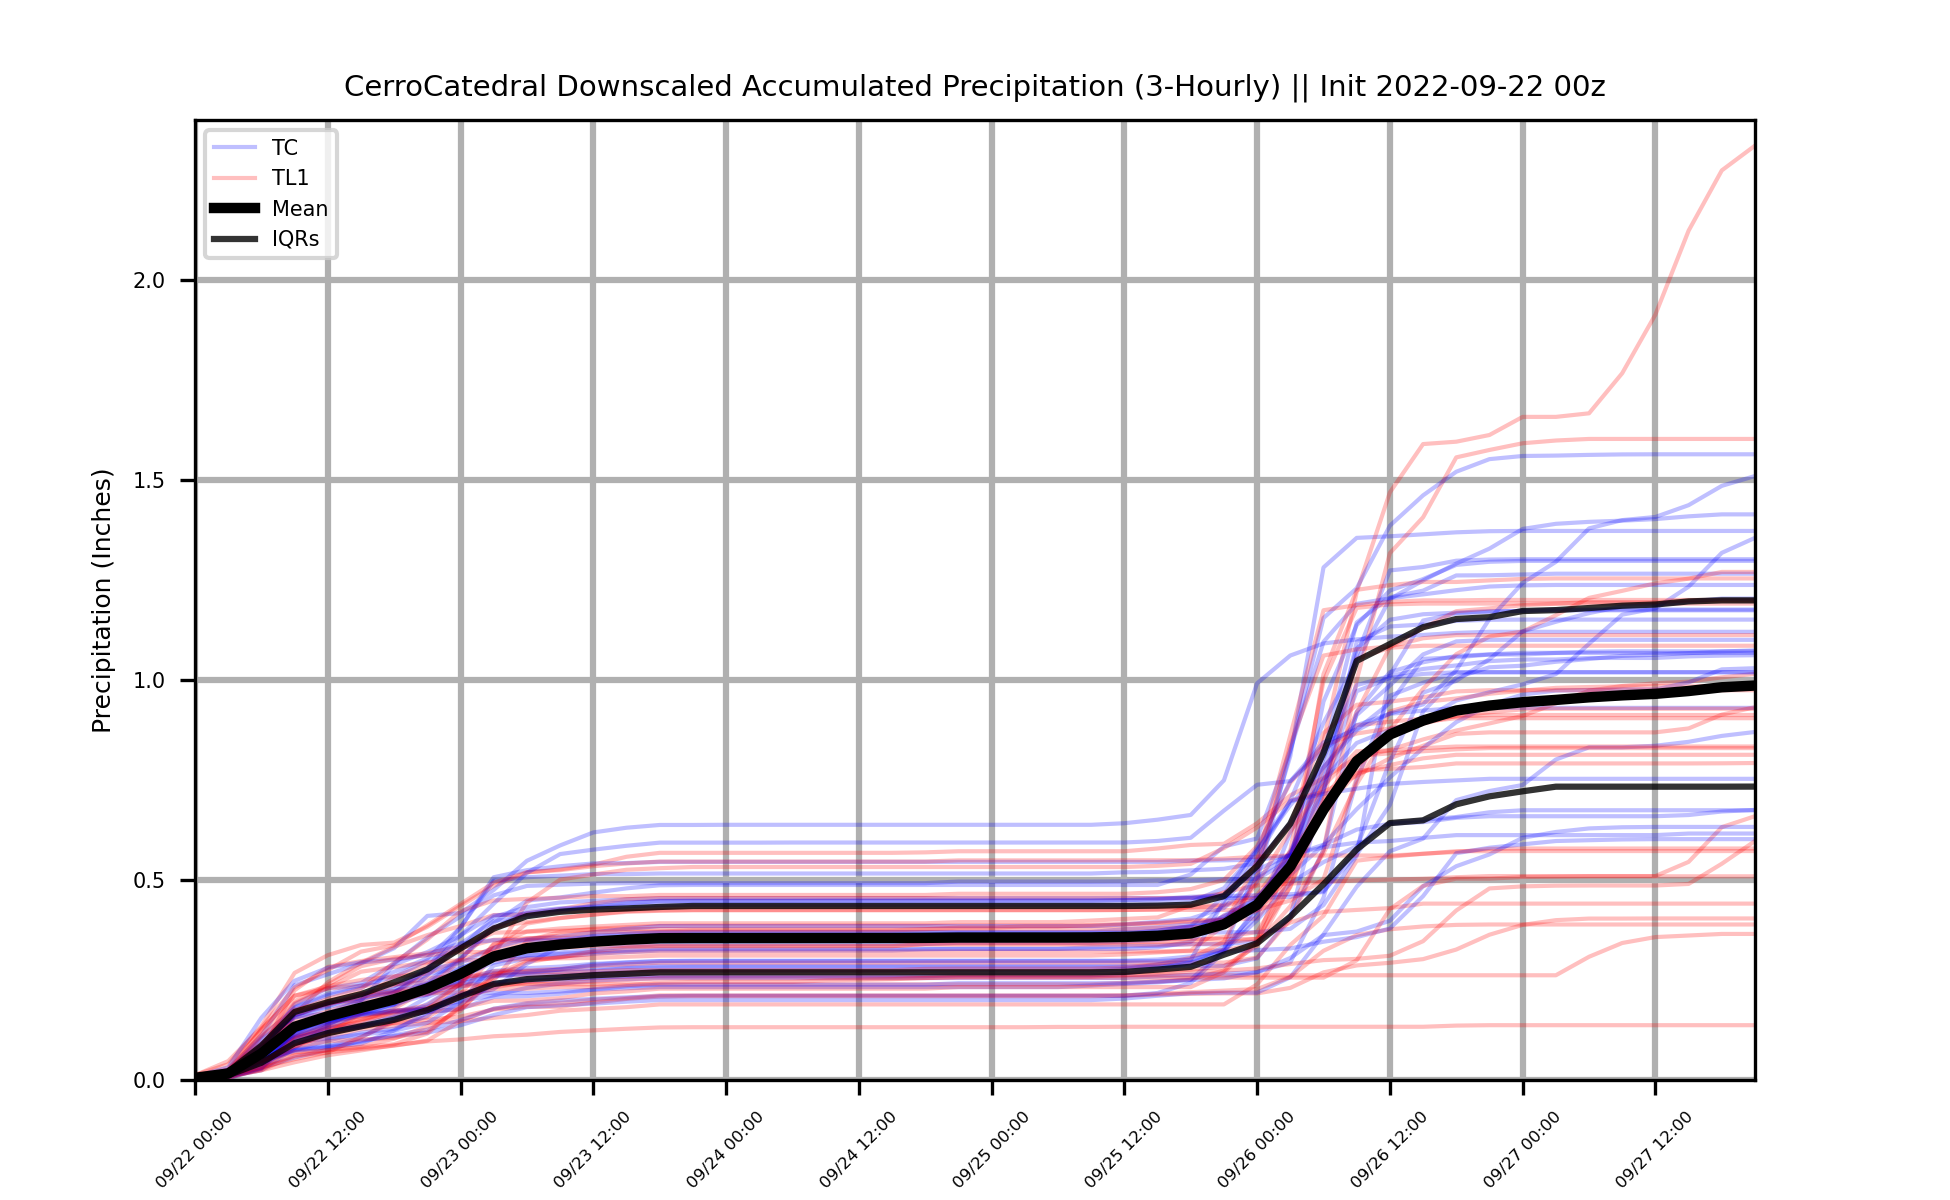 CerroCatedral Downscaled Accumulated Precipitation (3-Hourly) || Init 2022-09-22 00z
TC
TL1
Mean
IQRs
Precipitation (Inches)
2.0
1.5
1.0
0.5
0.0
09/22 00:00
09/22 12:00
09/23 00:00
09/23 12:00
09/24 00:00
09/24 12:00
09/25 00:00
09/25 12:00
09/26 00:00
09/26 12:00
09/27 00:00
09/27 12:00